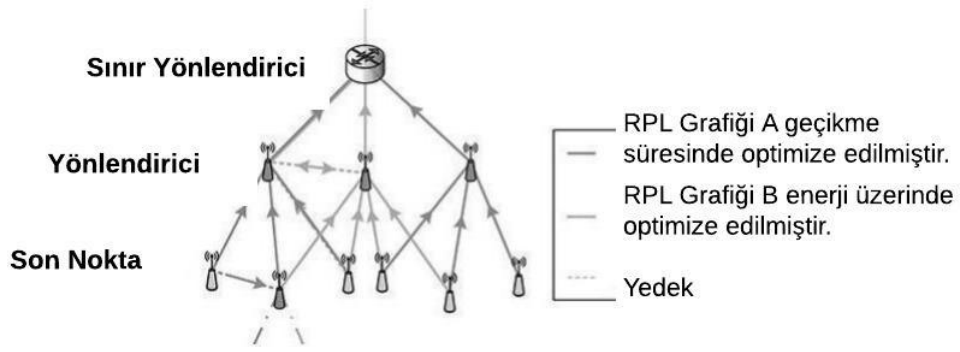 Sınır Yönlendirici
Yönlendirici
Son Nokta
RPL Grafiği A geçikme
süresinde optimize edilmiştir.
RPL Grafiği B enerji üzerinde
optimize edilmiştir.
Yedek